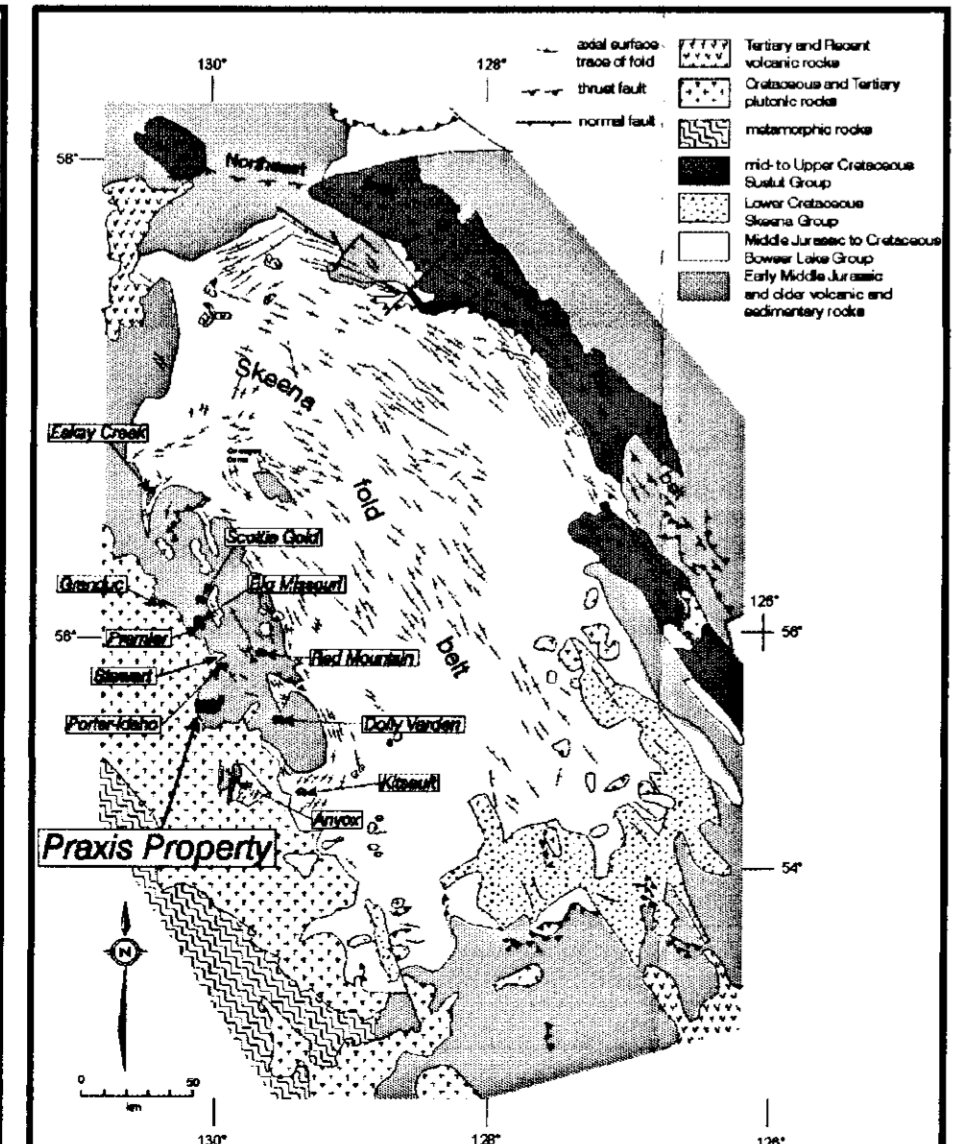 130°
128°
axial surface
trace of fold
thrust fault
normal fault
Tertiary and Recent
volcanic rocks
Cretaceous and Tertiary
plutonic rocks
metamorphic rocks
mid- to Upper Cretaceous
Sustut Group
Lower Cretaceous
Skeena Group
Middle Jurassic to Cretaceous
Bowser Lake Group
Early Middle Jurassic
and older volcanic and
sedimentary rocks
58°
Northeast
Skeena
fold
belt
belt
Eskay Creek
Scottie Gold
Granduc
Big Missouri
126°
56°
56°
Premier
Red Mountain
Stewart
Porter-Idaho
Dolly Varden
Kitsault
Anyox
Praxis Property
54°
N
0 50
km
130°
128°
126°